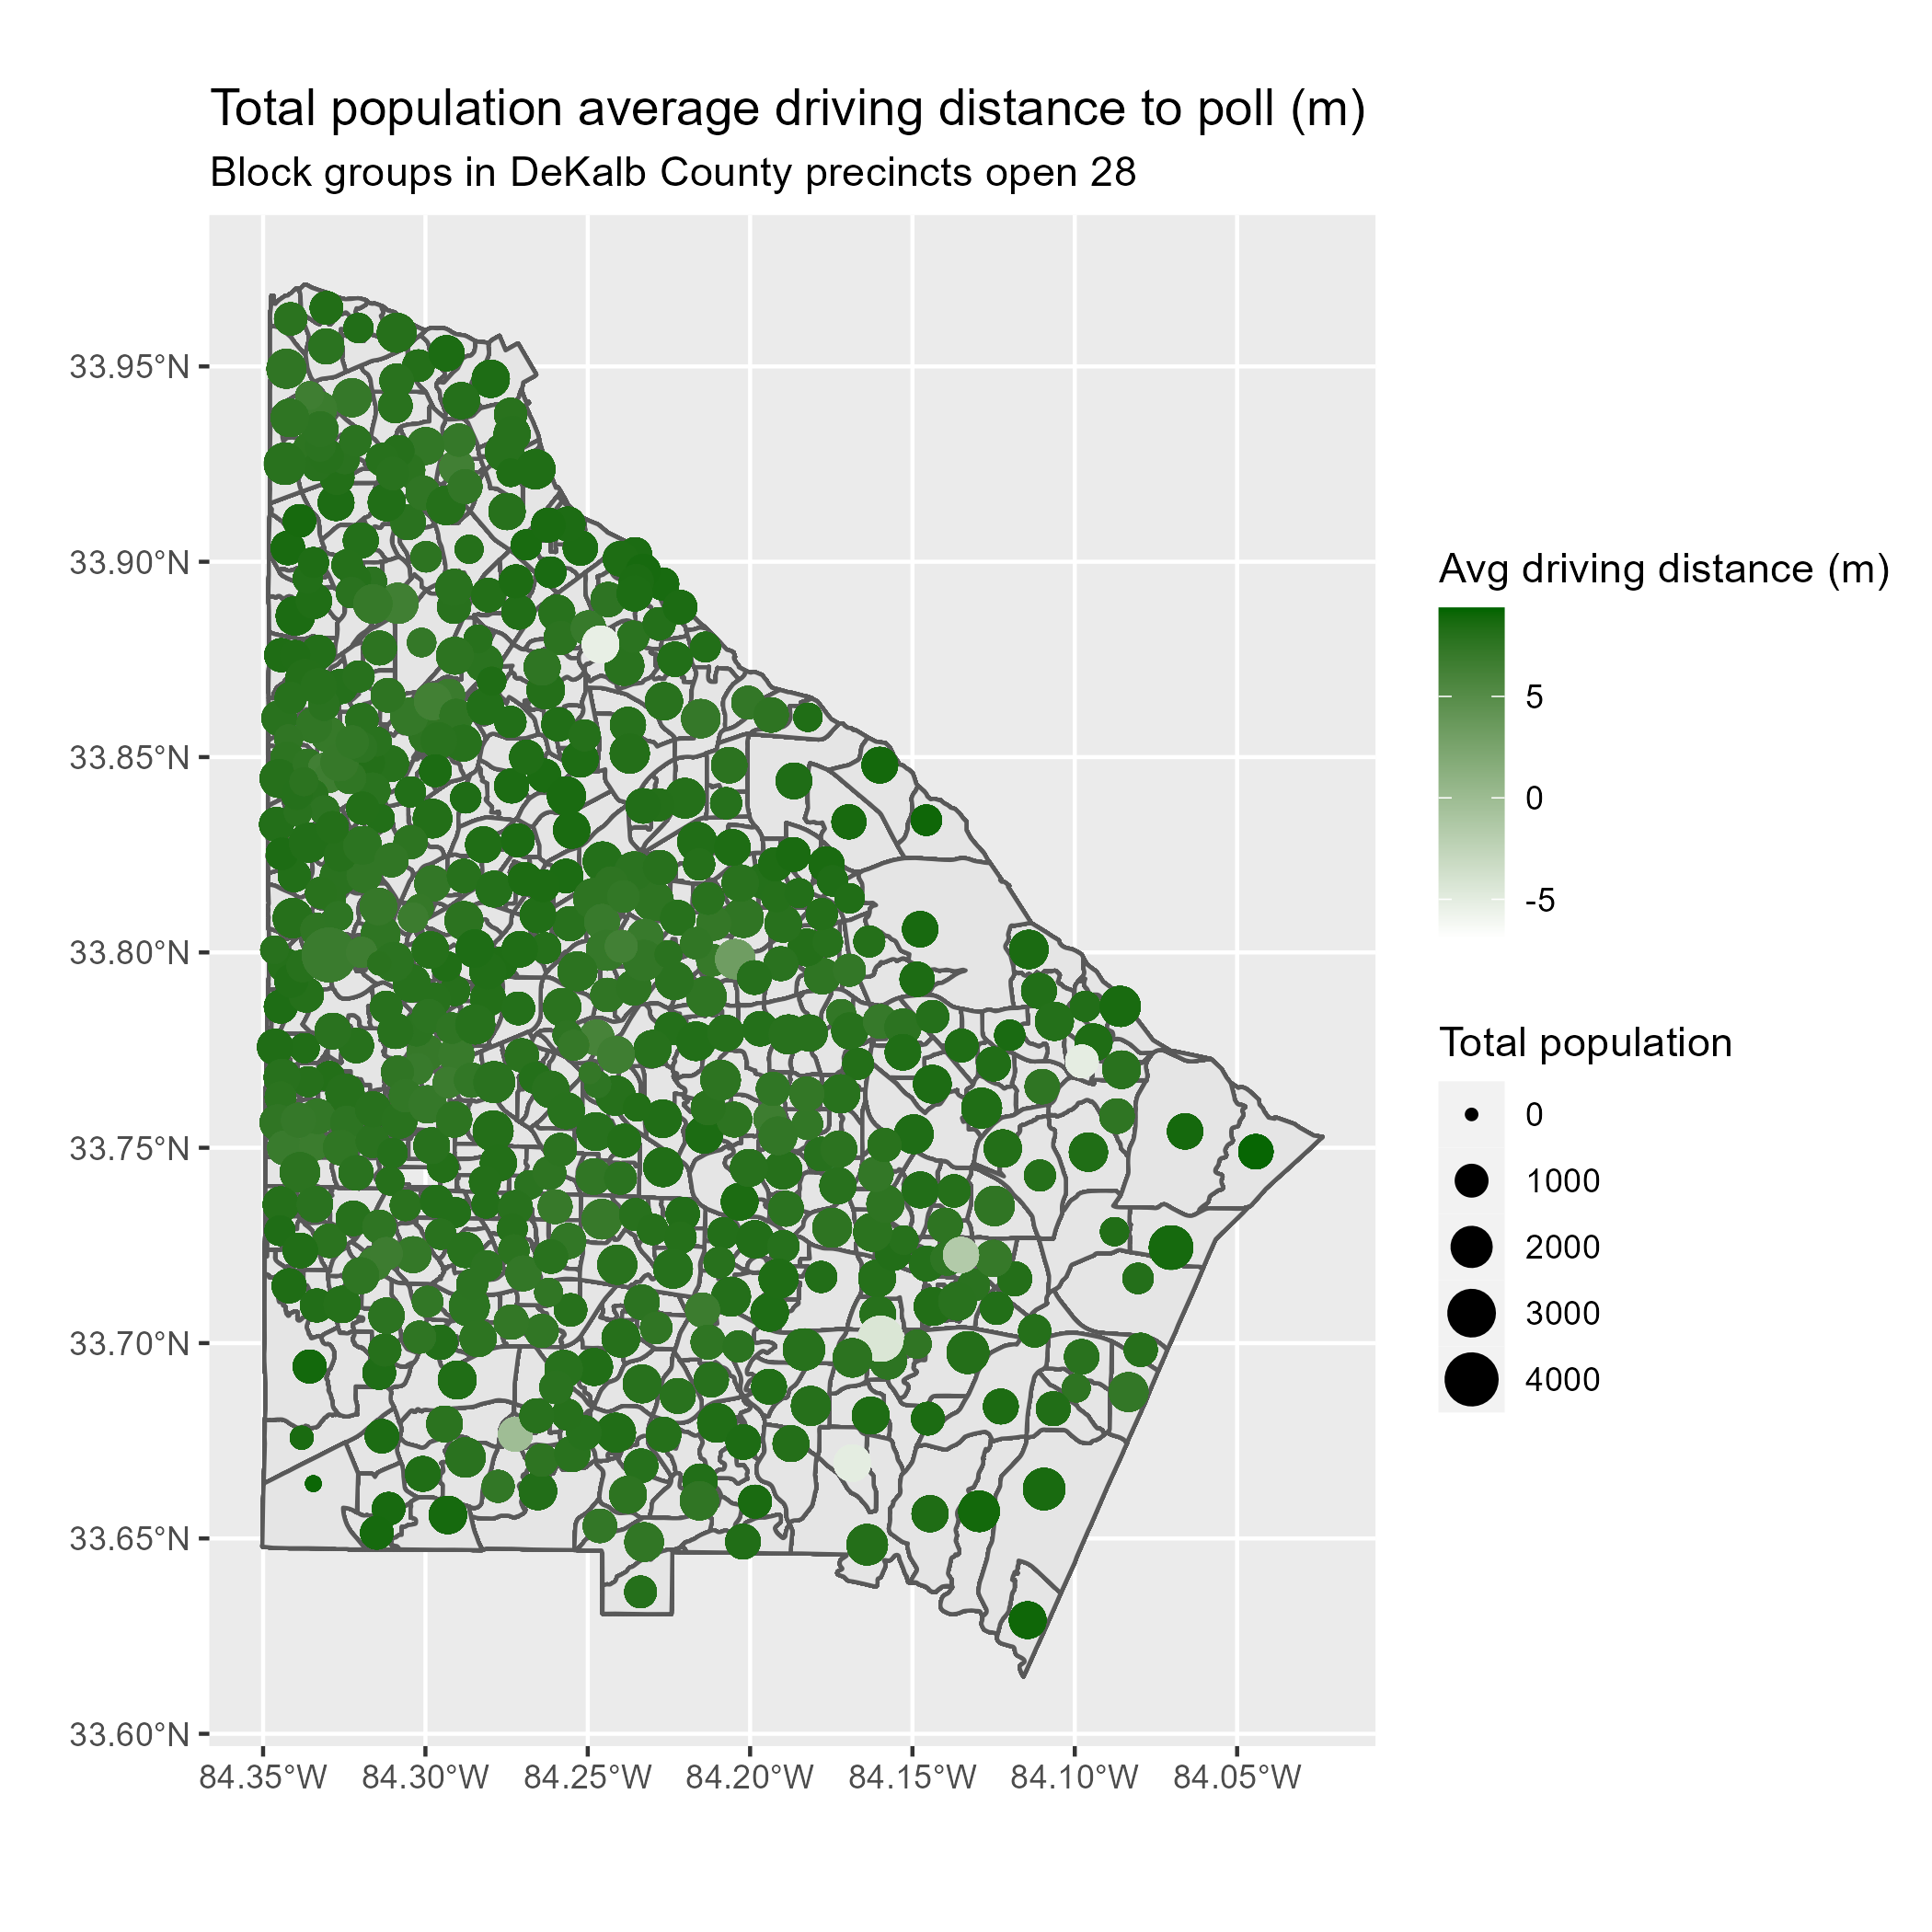 Total population average driving distance to poll (m)
Block groups in DeKalb County precincts open 28
33.95°N
33.90°N
33.85°N
33.80°N
33.75°N
33.70°N
33.65°N
33.60°N
84.35°W 84.30°W 84.25°W 84.20°W 84.15°W 84.10°W 84.05°W
Avg driving distance (m)
5
0
-5
Total population
0
1000
2000
3000
4000